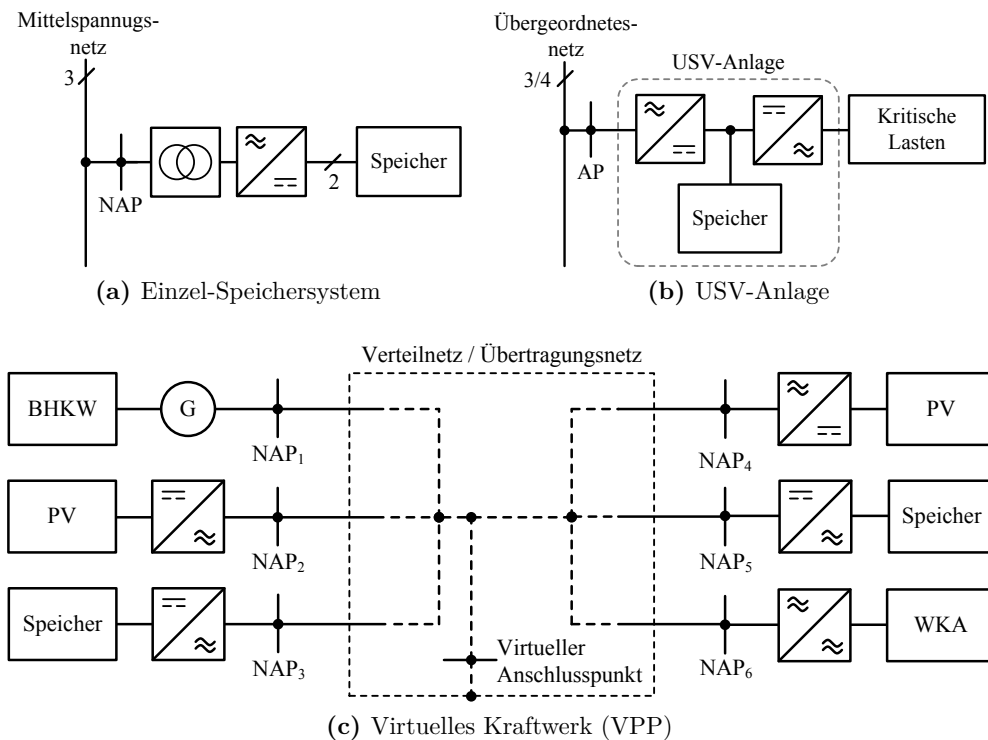 Mittelspannugs-
netz
3
NAP
2
Speicher
(a) Einzel-Speichersystem
Übergeordnetes-
netz
3/4
AP
USV-Anlage
Speicher
Kritische
Lasten
(b) USV-Anlage
Verteilnetz / Übertragungsnetz
BHKW
G
NAP1
PV
NAP2
Speicher
NAP3
Virtueller
Anschlusspunkt
NAP4
PV
NAP5
Speicher
NAP6
WKA
(c) Virtuelles Kraftwerk (VPP)